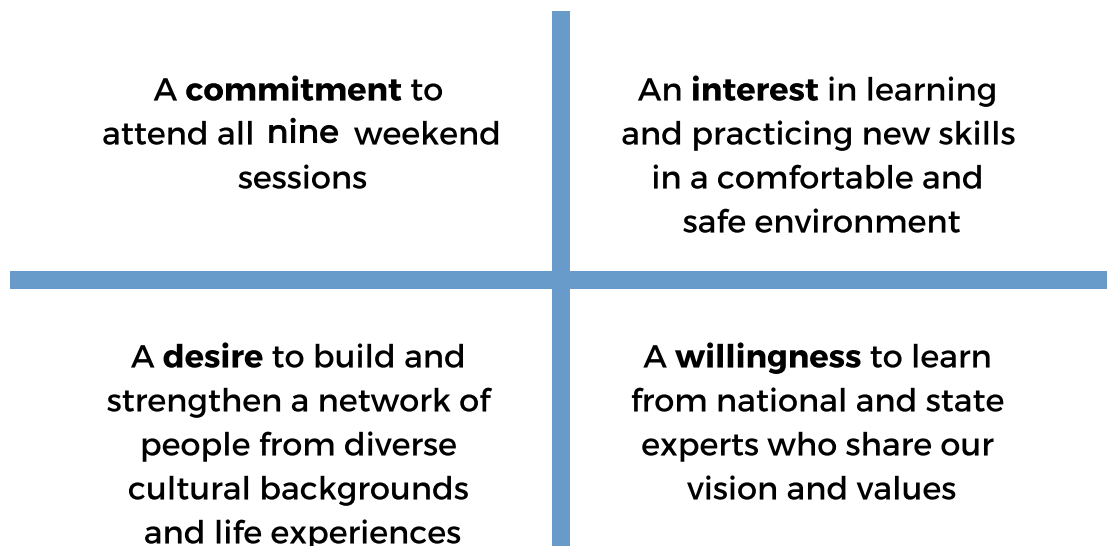 A commitment to
attend all nine weekend
sessions
An interest in learning
and practicing new skills
in a comfortable and
safe environment
A desire to build and
strengthen a network of
people from diverse
cultural backgrounds
and life experiences
A willingness to learn
from national and state
experts who share our
vision and values